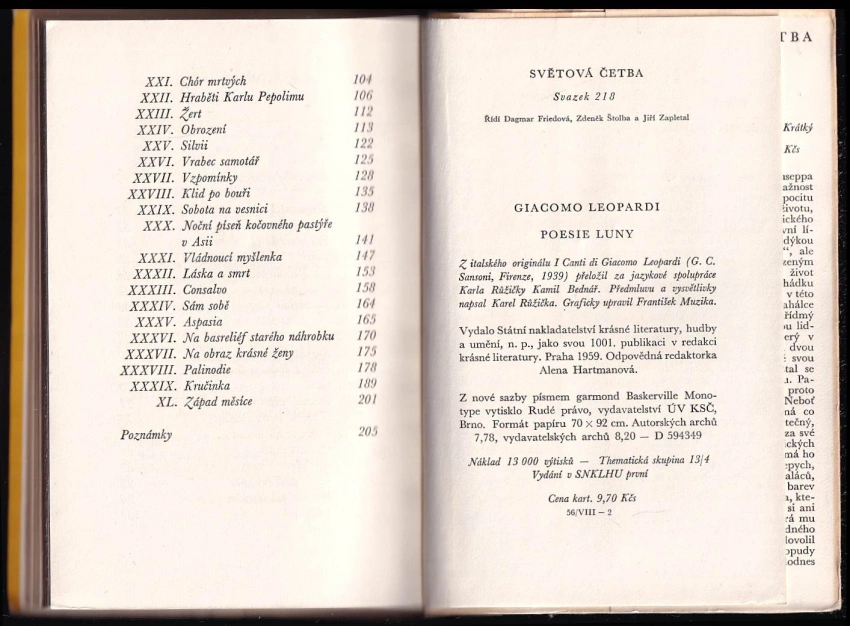 XXI. Chór mrtvých 104
XXII. Hraběti Karlu Pepolimu 106
XXIII. Žert 112
XXIV. Obrození 113
XXV. Silvii 122
XXVI. Vrabec samotář 125
XXVII. Vzpomínky 128
XXVIII. Klid po bouři 135
XXIX. Sobota na vesnici 138
XXX. Noční píseň kočovného pastýře
v Asii 141
XXXI. Vládnoucí myšlenka 147
XXXII. Láska a smrt 153
XXXIII. Consalvo 158
XXXIV. Sám sobě 164
XXXV. Aspasia 165
XXXVI. Na basreliéf starého náhrobku 170
XXXVII. Na obraz krásné ženy 175
XXXVIII. Palinodie 178
XXXIX. Kručinka 189
XL. Západ měsíce 201
Poznámky 205
SVĚTOVÁ ČETBA
Svazek 218
Řídí Dagmar Friedová, Zdeněk Štolba a Jiří Zapletal
GIACOMO LEOPARDI
POESIE LUNY
Z italského originálu I Canti di Giacomo Leopardi (G. C.
Sansoni, Firenze, 1939) přeložil za jazykové spolupráce
Karla Růžičky Kamil Bednář. Předmluvu a vysvětlivky
napsal Karel Růžička. Graficky upravil František Muzika.
Vydalo Státní nakladatelství krásné literatury, hudby
a umění, n. p., jako svou 1001. publikaci v redakci
krásné literatury. Praha 1959. Odpovědná redaktorka
Alena Hartmanová.
Z nové sazby písmem garmond Baskerville Mono-
type vytisklo Rudé právo, vydavatelství ÚV KSČ,
Brno. Formát papíru 70 × 92 cm. Autorských archů
7,78, vydavatelských archů 8,20 — D 594349
Náklad 13 000 výtisků — Thematická skupina 13/4
Vydání v SNKLHU první
Cena kart. 9,70 Kčs
56/VIII — 2
TBA
Krátký
Kčs
useppa
ažnost
pocitu
životu,
ického
vní lí-
dýkou
“, ale
zeným
život
hádku
v této
ahálce
řídmý
ou lid-
erý v
dvou
svou
tal se
u. Pa-
proto
Neboť
ná co
tečný,
za své
ických
má ho
epych,
aláců,
barev
a, kte-
si ani
rá mu
dného
dovolil
opudy
odnes